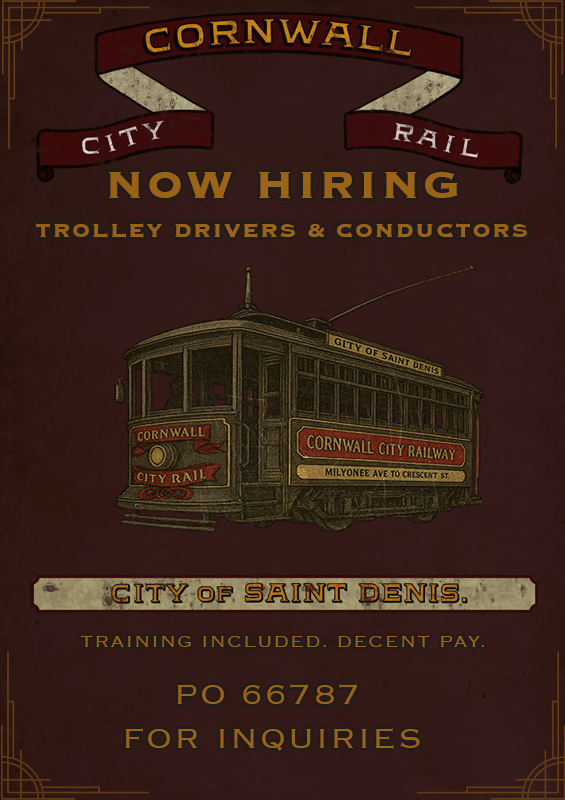 CORNWALL
CITY RAIL
NOW HIRING
TROLLEY DRIVERS & CONDUCTORS
CITY OF SAINT DENIS
CORNWALL
CITY RAIL
CORNWALL CITY RAILWAY
MILYONEE AVE TO CRESCENT ST.
CITY OF SAINT DENIS.
TRAINING INCLUDED. DECENT PAY.
PO 66787
FOR INQUIRIES